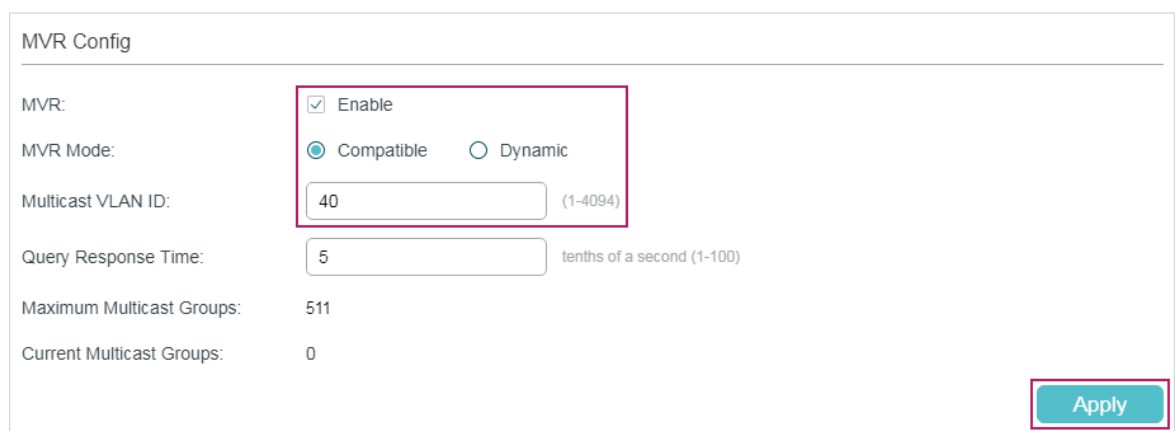 MVR Config
MVR: Enable
MVR Mode: Compatible Dynamic
Multicast VLAN ID: 40 (1-4094)
Query Response Time: 5 tenths of a second (1-100)
Maximum Multicast Groups: 511
Current Multicast Groups: 0
Apply